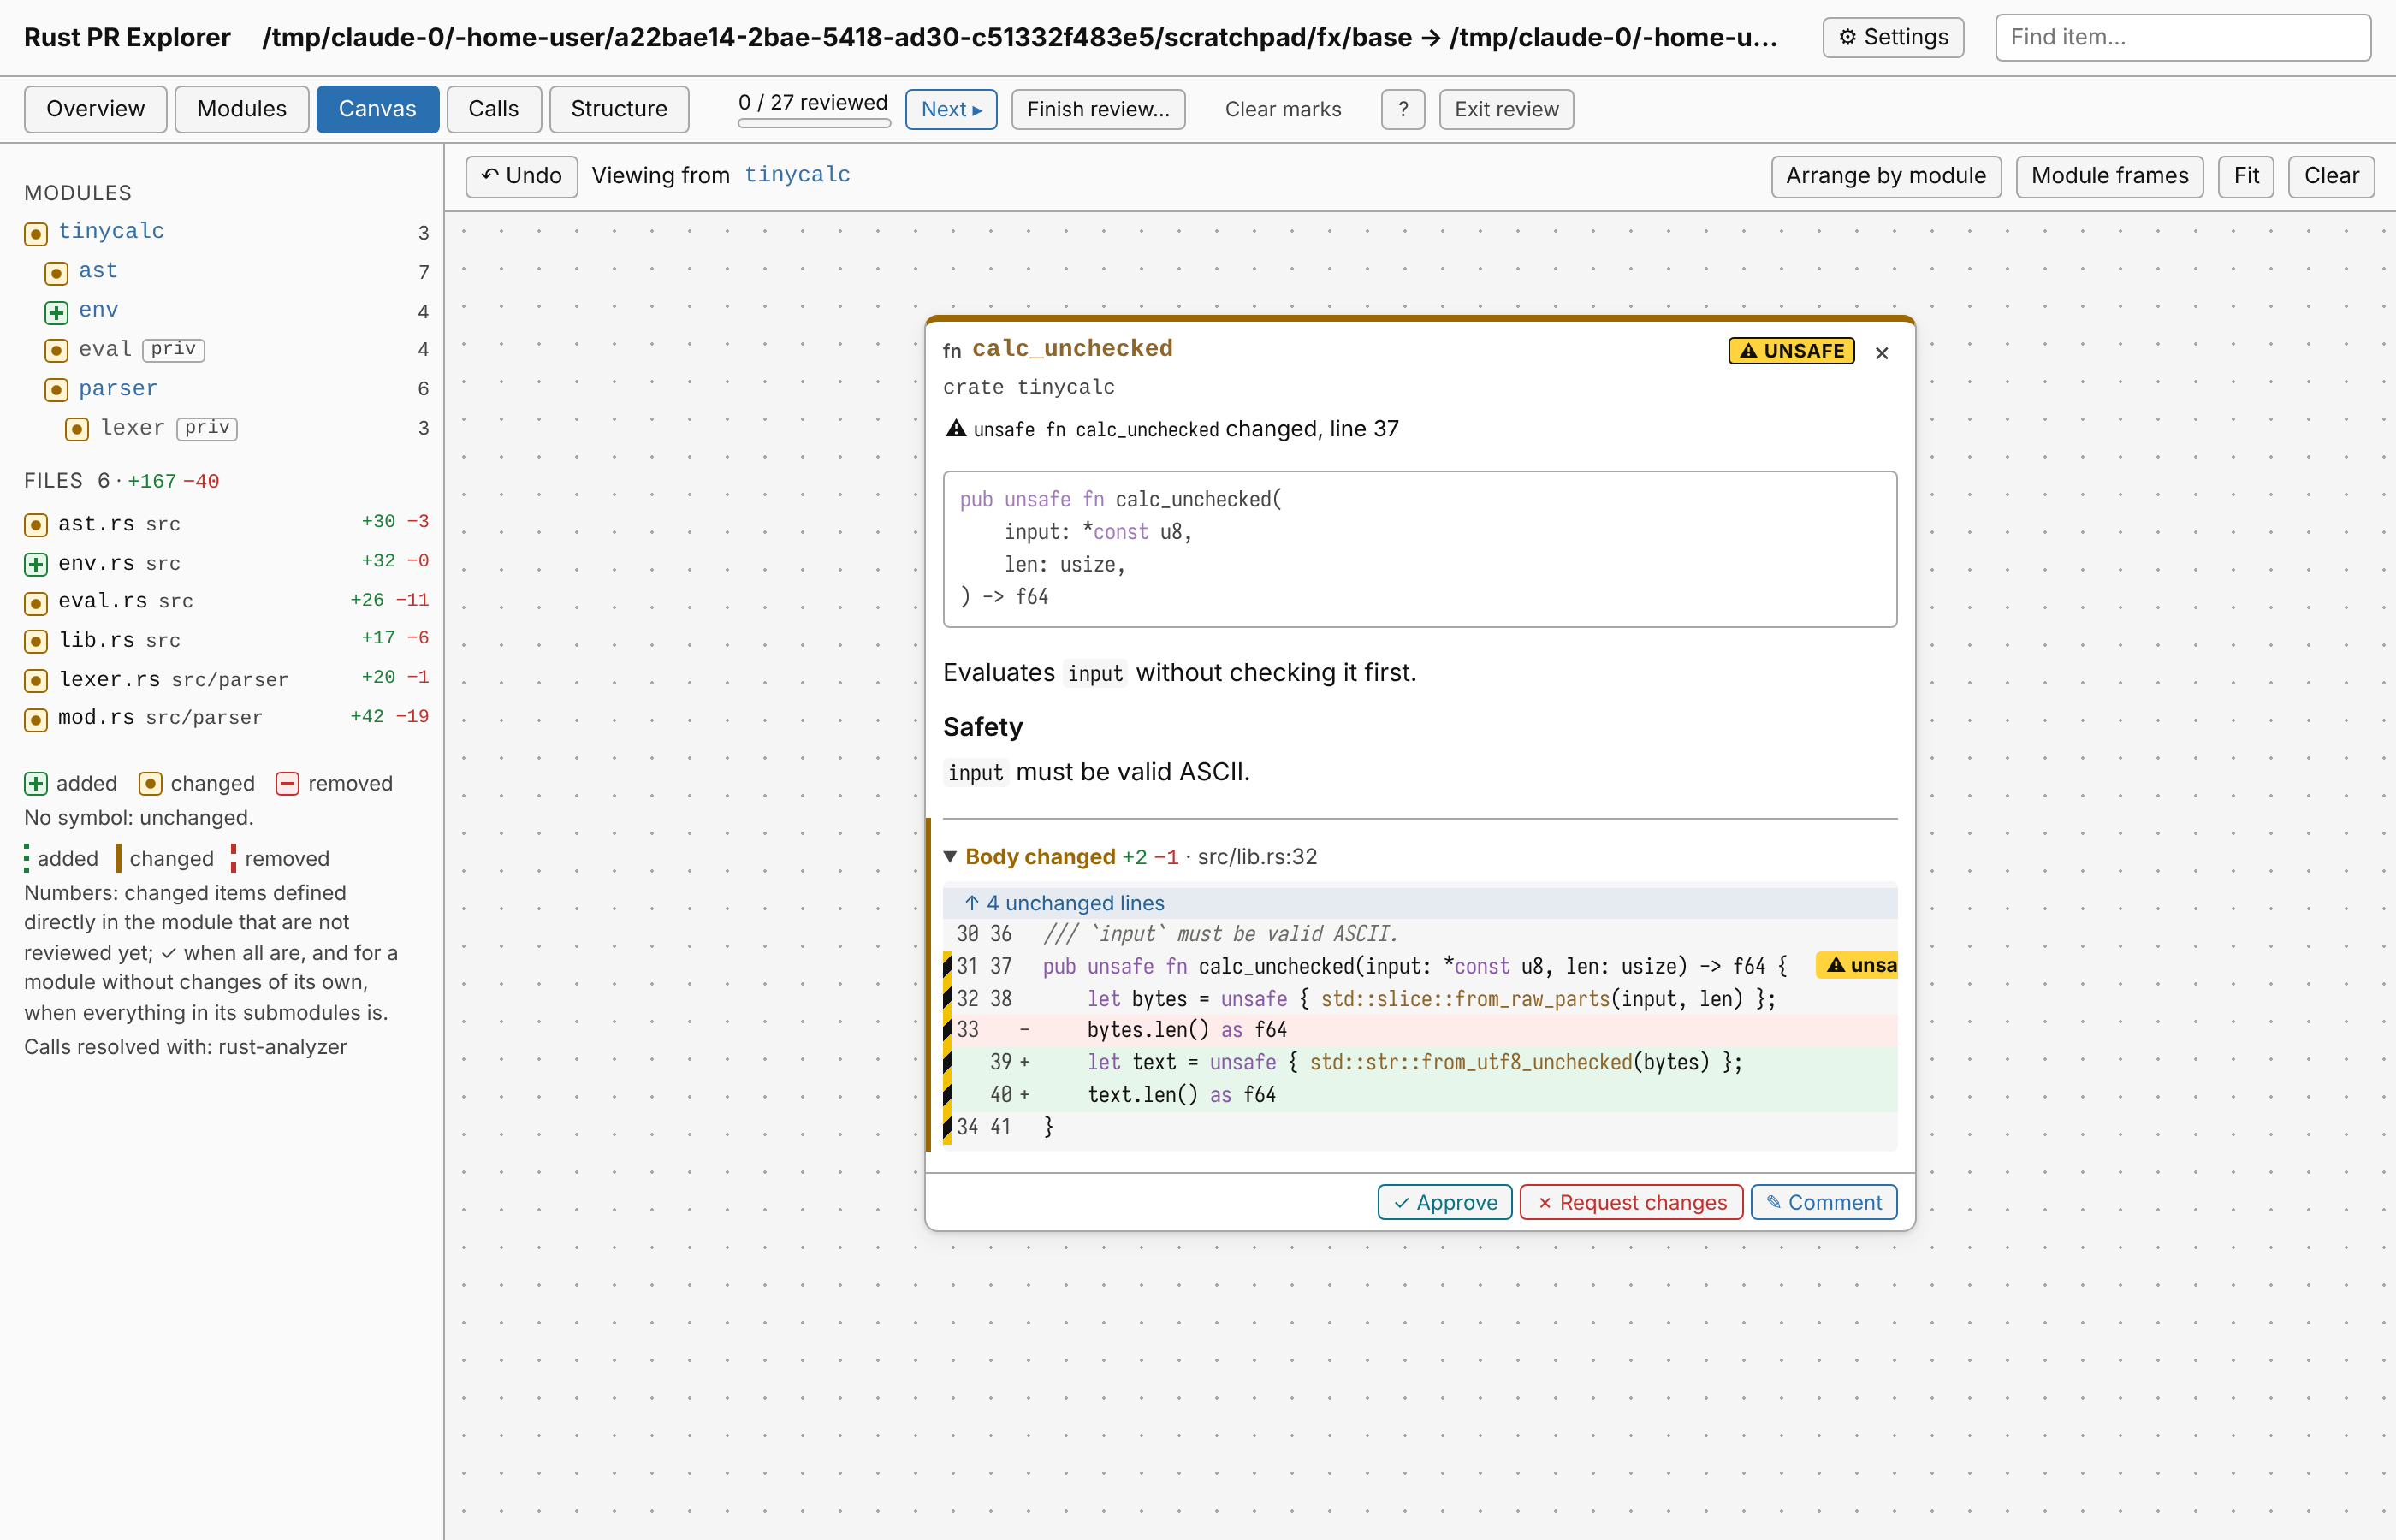 Rust PR Explorer /tmp/claude-0/-home-user/a22bae14-2bae-5418-ad30-c51332f483e5/scratchpad/fx/base → /tmp/claude-0/-home-u... ⚙ Settings Find item...
Overview Modules Canvas Calls Structure 0 / 27 reviewed Next ▸ Finish review... Clear marks ? Exit review
↶ Undo Viewing from tinycalc Arrange by module Module frames Fit Clear
MODULES
tinycalc 3
ast 7
env 4
eval priv 4
parser 6
lexer priv 3
FILES 6 · +167 −40
ast.rs src +30 −3
env.rs src +32 −0
eval.rs src +26 −11
lib.rs src +17 −6
lexer.rs src/parser +20 −1
mod.rs src/parser +42 −19
added changed removed
No symbol: unchanged.
added changed removed
Numbers: changed items defined
directly in the module that are not
reviewed yet; ✓ when all are, and for a
module without changes of its own,
when everything in its submodules is.
Calls resolved with: rust-analyzer
fn calc_unchecked ⚠ UNSAFE ×
crate tinycalc
⚠ unsafe fn calc_unchecked changed, line 37
pub unsafe fn calc_unchecked(
    input: *const u8,
    len: usize,
) -> f64
Evaluates input without checking it first.
Safety
input must be valid ASCII.
▼ Body changed +2 −1 · src/lib.rs:32
↑ 4 unchanged lines
30 36 /// `input` must be valid ASCII.
31 37 pub unsafe fn calc_unchecked(input: *const u8, len: usize) -> f64 { ⚠ unsa
32 38     let bytes = unsafe { std::slice::from_raw_parts(input, len) };
33 −     bytes.len() as f64
39 +     let text = unsafe { std::str::from_utf8_unchecked(bytes) };
40 +     text.len() as f64
34 41 }
✓ Approve × Request changes ✎ Comment